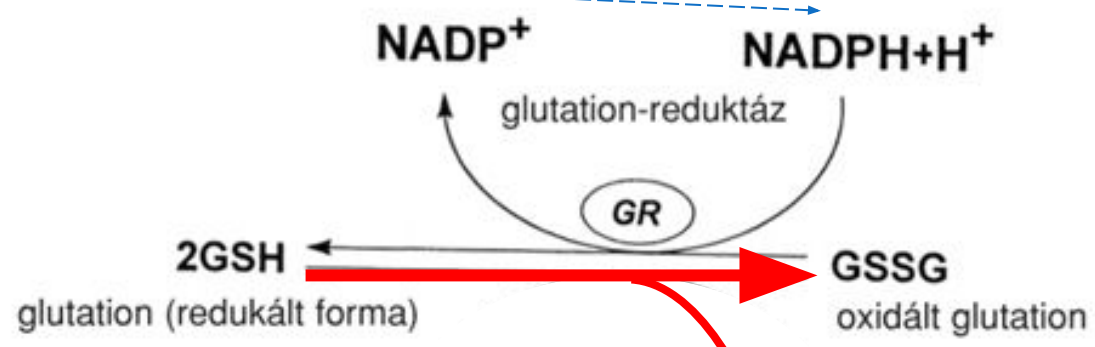 NADP⁺
NADPH+H⁺
glutation-reduktáz
GR
2GSH
GSSG
glutation (redukált forma)
oxidált glutation